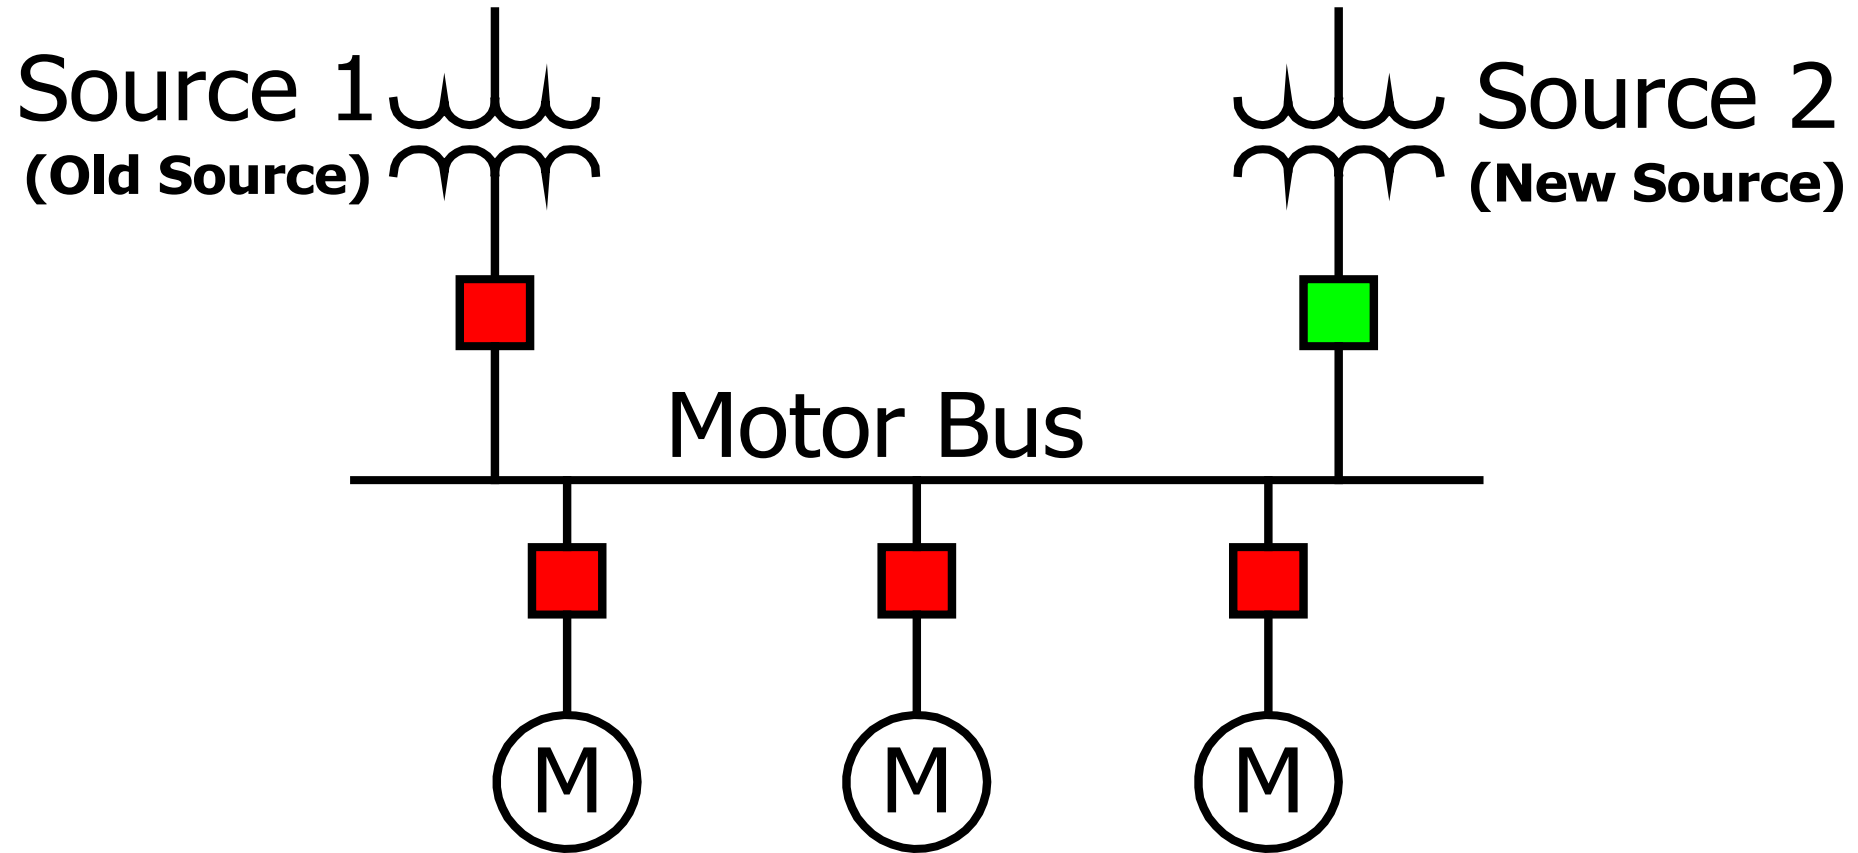 Source 1
(Old Source)
Source 2
(New Source)
Motor Bus
M
M
M